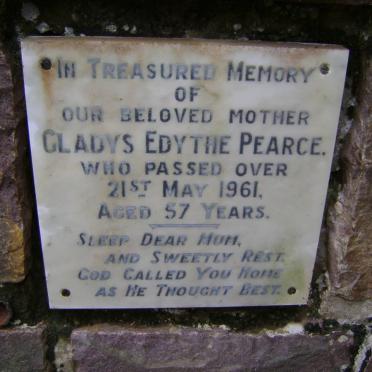 In Treasured Memory
of
our beloved mother
Gladys Edythe Pearce,
who passed over
21st May 1961,
Aged 57 Years.
Sleep Dear Mum,
and Sweetly Rest,
God Called You Home
as He Thought Best.